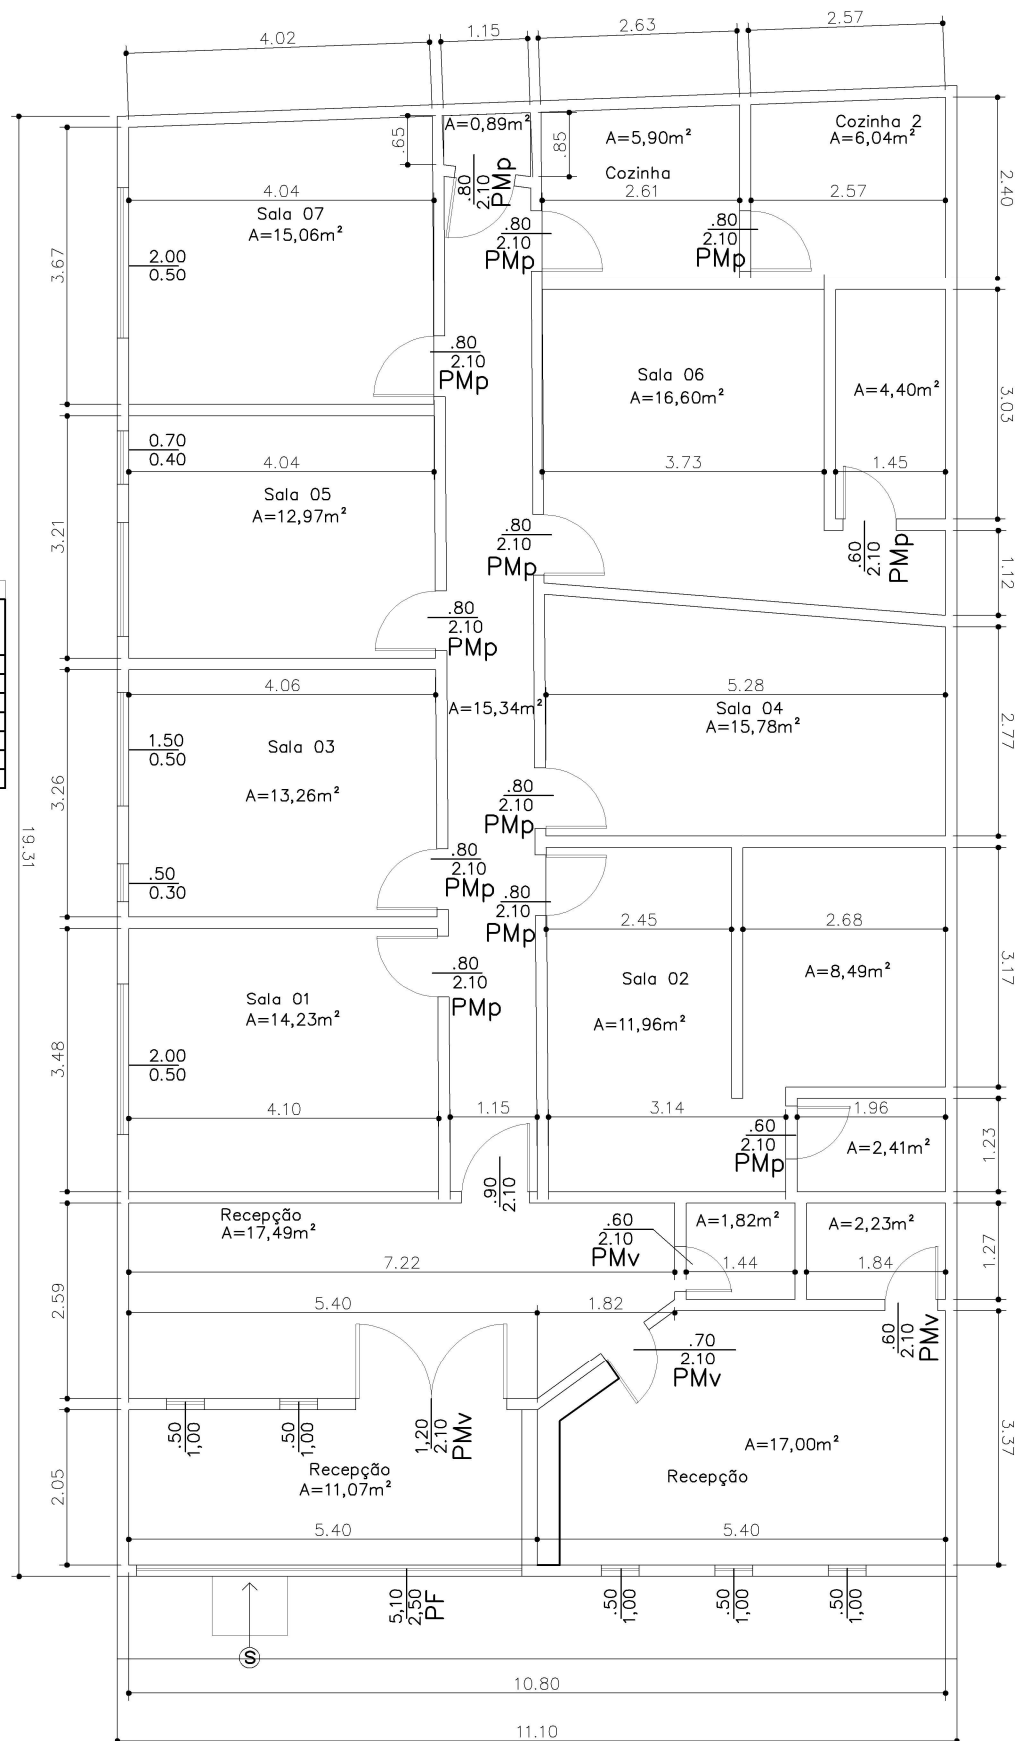 4.02
1.15
2.63
2.57
.65
A=0,89m²
.85
A=5,90m²
Cozinha
Cozinha 2
A=6,04m²
2.40
.80
2.10
PMp
4.04
2.61
2.57
Sala 07
A=15,06m²
.80
2.10
PMp
.80
2.10
PMp
3.67
2.00
0.50
.80
2.10
PMp
Sala 06
A=16,60m²
A=4,40m²
3.03
0.70
0.40
4.04
3.73
1.45
Sala 05
A=12,97m²
3.21
.80
2.10
PMp
.60
2.10
PMp
1.12
.80
2.10
PMp
4.06
5.28
A=15,34m²
Sala 04
A=15,78m²
2.77
1.50
0.50
Sala 03
A=13,26m²
3.26
.80
2.10
PMp
19.31
.50
0.30
.80
2.10
PMp
.80
2.10
PMp
2.45
2.68
3.17
.80
2.10
PMp
Sala 02
A=11,96m²
A=8,49m²
Sala 01
A=14,23m²
3.48
2.00
0.50
4.10
1.15
3.14
1.96
.60
2.10
PMp
A=2,41m²
1.23
.90
2.10
Recepção
A=17,49m²
.60
2.10
PMv
A=1,82m²
A=2,23m²
1.27
7.22
1.44
1.84
2.59
5.40
1.82
.70
2.10
PMv
.60
2.10
PMv
.50
1,00
.50
1,00
1,20
2.10
PMv
A=17,00m²
Recepção
3.37
Recepção
A=11,07m²
2.05
5.40
5.40
5,10
2,50
PF
.50
1,00
.50
1,00
.50
1,00
S
10.80
11.10